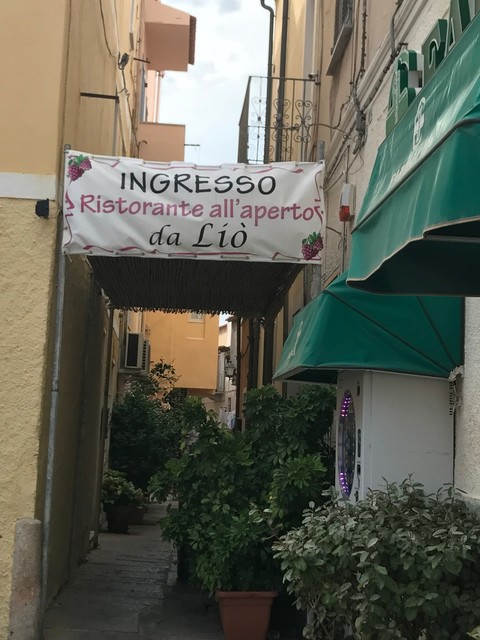 INGRESSO
Ristorante all'aperto
da Liò